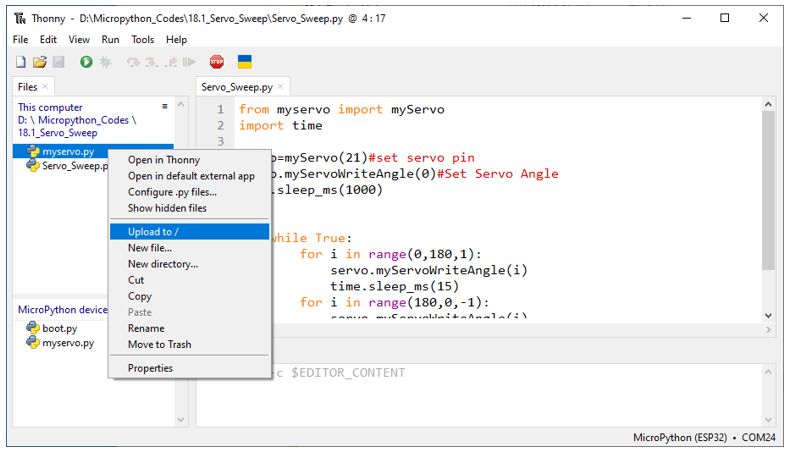 Thonny - D:\Micropython_Codes\18.1_Servo_Sweep\Servo_Sweep.py @ 4 : 17
File Edit View Run Tools Help
STOP
Files
This computer
D: \ Micropython_Codes \
18.1_Servo_Sweep
myservo.py
Servo_Sweep.p
MicroPython device
boot.py
myservo.py
Open in Thonny
Open in default external app
Configure .py files...
Show hidden files
Upload to /
New file...
New directory...
Cut
Copy
Paste
Rename
Move to Trash
Properties
Servo_Sweep.py
1 from myservo import myServo
2 import time
3
o=myServo(21)#set servo pin
o.myServoWriteAngle(0)#Set Servo Angle
.sleep_ms(1000)
while True:
for i in range(0,180,1):
servo.myServoWriteAngle(i)
time.sleep_ms(15)
for i in range(180,0,-1):
servo.myServoWriteAngle(i)
c $EDITOR_CONTENT
MicroPython (ESP32) • COM24